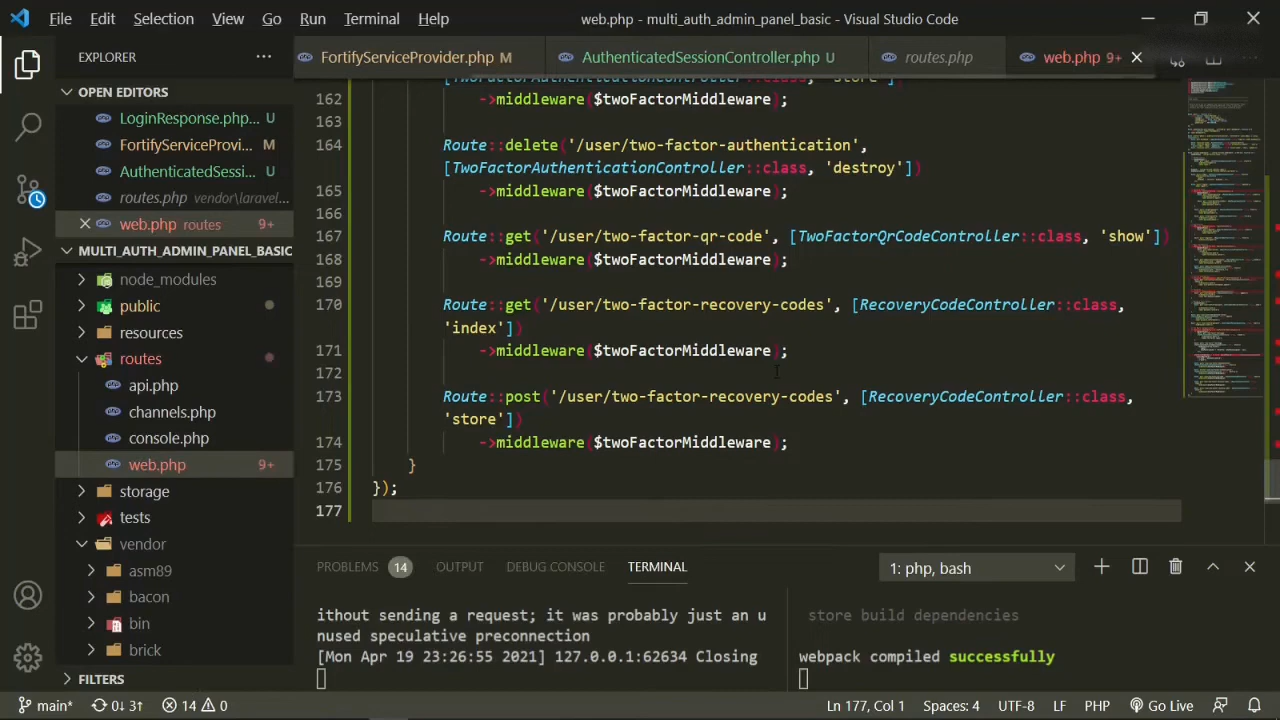 File Edit Selection View Go Run Terminal Help web.php - multi_auth_admin_panel_basic - Visual Studio Code
EXPLORER ···
FortifyServiceProvider.php M AuthenticatedSessionController.php U routes.php web.php 9+
OPEN EDITORS
LoginResponse.php... U
FortifyServiceProvi... M
AuthenticatedSessi... U
routes.php vendor\laravel...
web.php routes 9+
MULTI AUTH_ADMIN_PANEL_BASIC
node_modules
public
resources
routes
api.php
channels.php
console.php
web.php 9+
storage
tests
vendor
asm89
bacon
bin
brick
FILTERS
[TwoFactorAuthenticationController::class, 'store'])
162 ->middleware($twoFactorMiddleware);
163
Route::delete('/user/two-factor-authentication',
[TwoFactorAuthenticationController::class, 'destroy'])
165 ->middleware($twoFactorMiddleware);
166
Route::get('/user/two-factor-qr-code', [TwoFactorQrCodeController::class, 'show'])
168 ->middleware($twoFactorMiddleware);
Route::get('/user/two-factor-recovery-codes', [RecoveryCodeController::class,
'index'])
->middleware($twoFactorMiddleware);
172
Route::post('/user/two-factor-recovery-codes', [RecoveryCodeController::class,
'store'])
174 ->middleware($twoFactorMiddleware);
175 }
176 });
177
PROBLEMS 14 OUTPUT DEBUG CONSOLE TERMINAL 1: php, bash
ithout sending a request; it was probably just an u
nused speculative preconnection
[Mon Apr 19 23:26:55 2021] 127.0.0.1:62634 Closing
store build dependencies
webpack compiled successfully
main* 0↓ 3↑ 14 0 Ln 177, Col 1 Spaces: 4 UTF-8 LF PHP Go Live